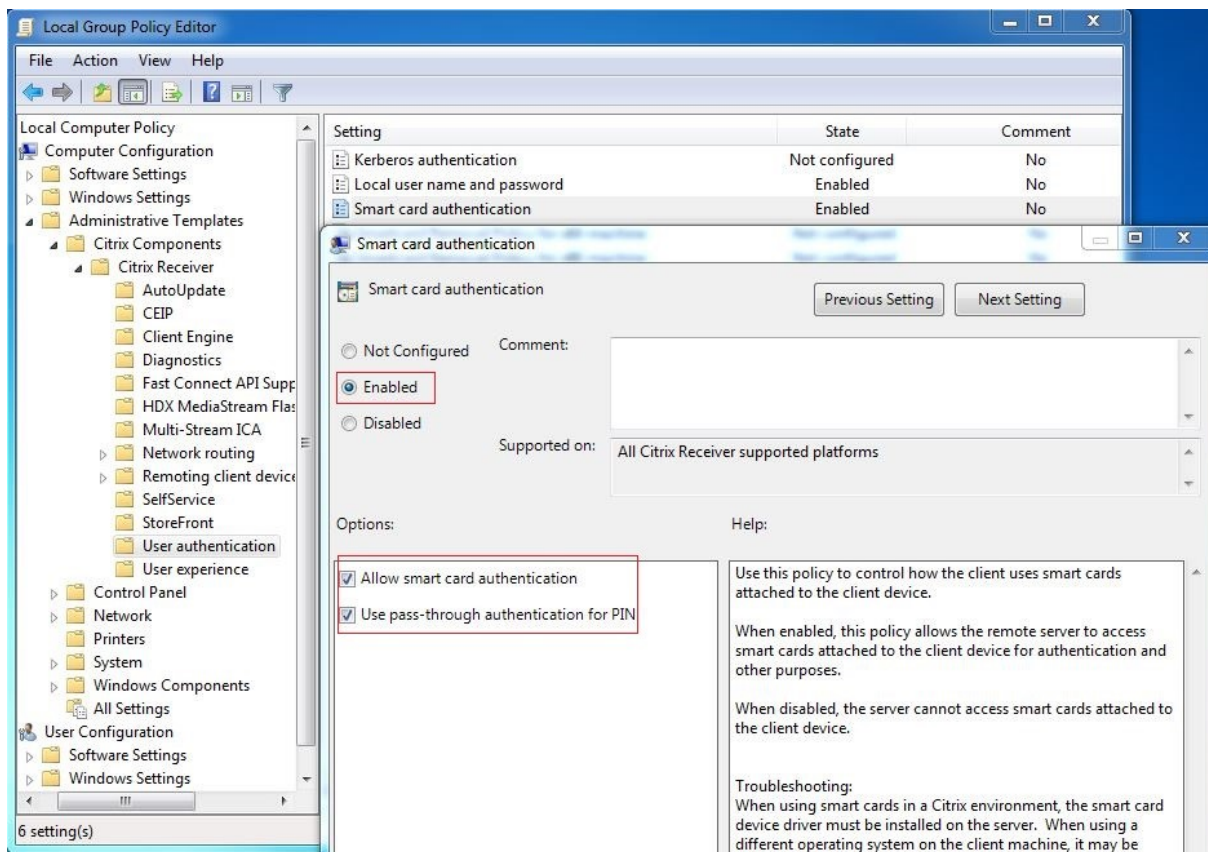 Local Group Policy Editor
File Action View Help
Local Computer Policy
Computer Configuration
Software Settings
Windows Settings
Administrative Templates
Citrix Components
Citrix Receiver
AutoUpdate
CEIP
Client Engine
Diagnostics
Fast Connect API Supp
HDX MediaStream Flas
Multi-Stream ICA
Network routing
Remoting client device
SelfService
StoreFront
User authentication
User experience
Control Panel
Network
Printers
System
Windows Components
All Settings
User Configuration
Software Settings
Windows Settings
6 setting(s)
Setting State Comment
Kerberos authentication Not configured No
Local user name and password Enabled No
Smart card authentication Enabled No
Smart card authentication
Smart card authentication
Previous Setting Next Setting
Not Configured
Enabled
Disabled
Comment:
Supported on: All Citrix Receiver supported platforms
Options:
Allow smart card authentication
Use pass-through authentication for PIN
Help:
Use this policy to control how the client uses smart cards
attached to the client device.
When enabled, this policy allows the remote server to access
smart cards attached to the client device for authentication and
other purposes.
When disabled, the server cannot access smart cards attached to
the client device.
Troubleshooting:
When using smart cards in a Citrix environment, the smart card
device driver must be installed on the server. When using a
different operating system on the client machine, it may be